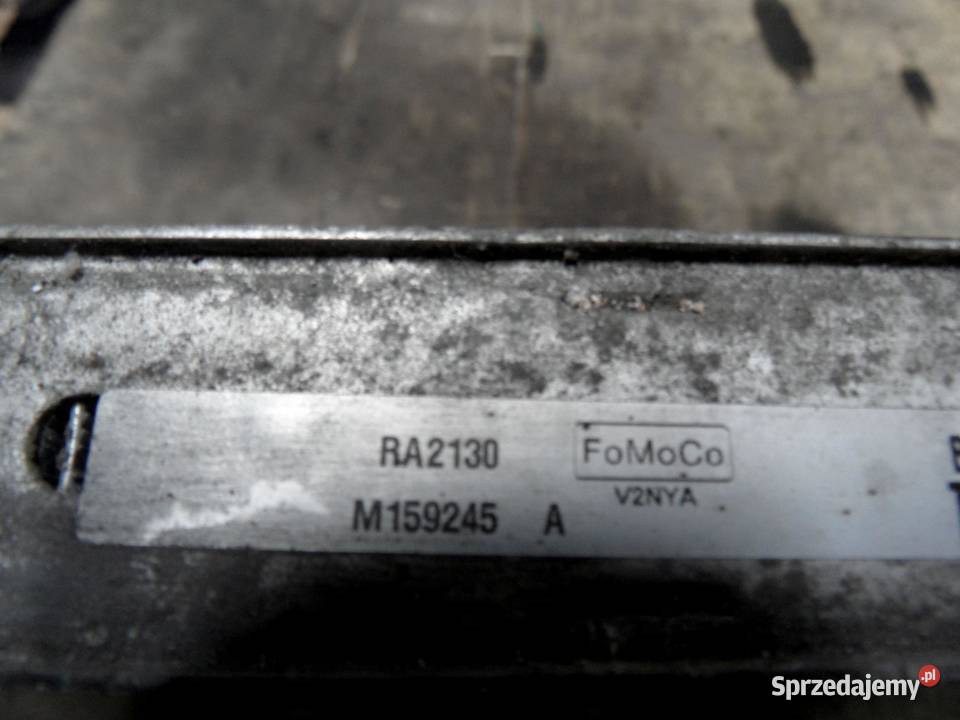 RA2130
FoMoCo
V2NYA
M159245 A
Sprzedajemy.pl